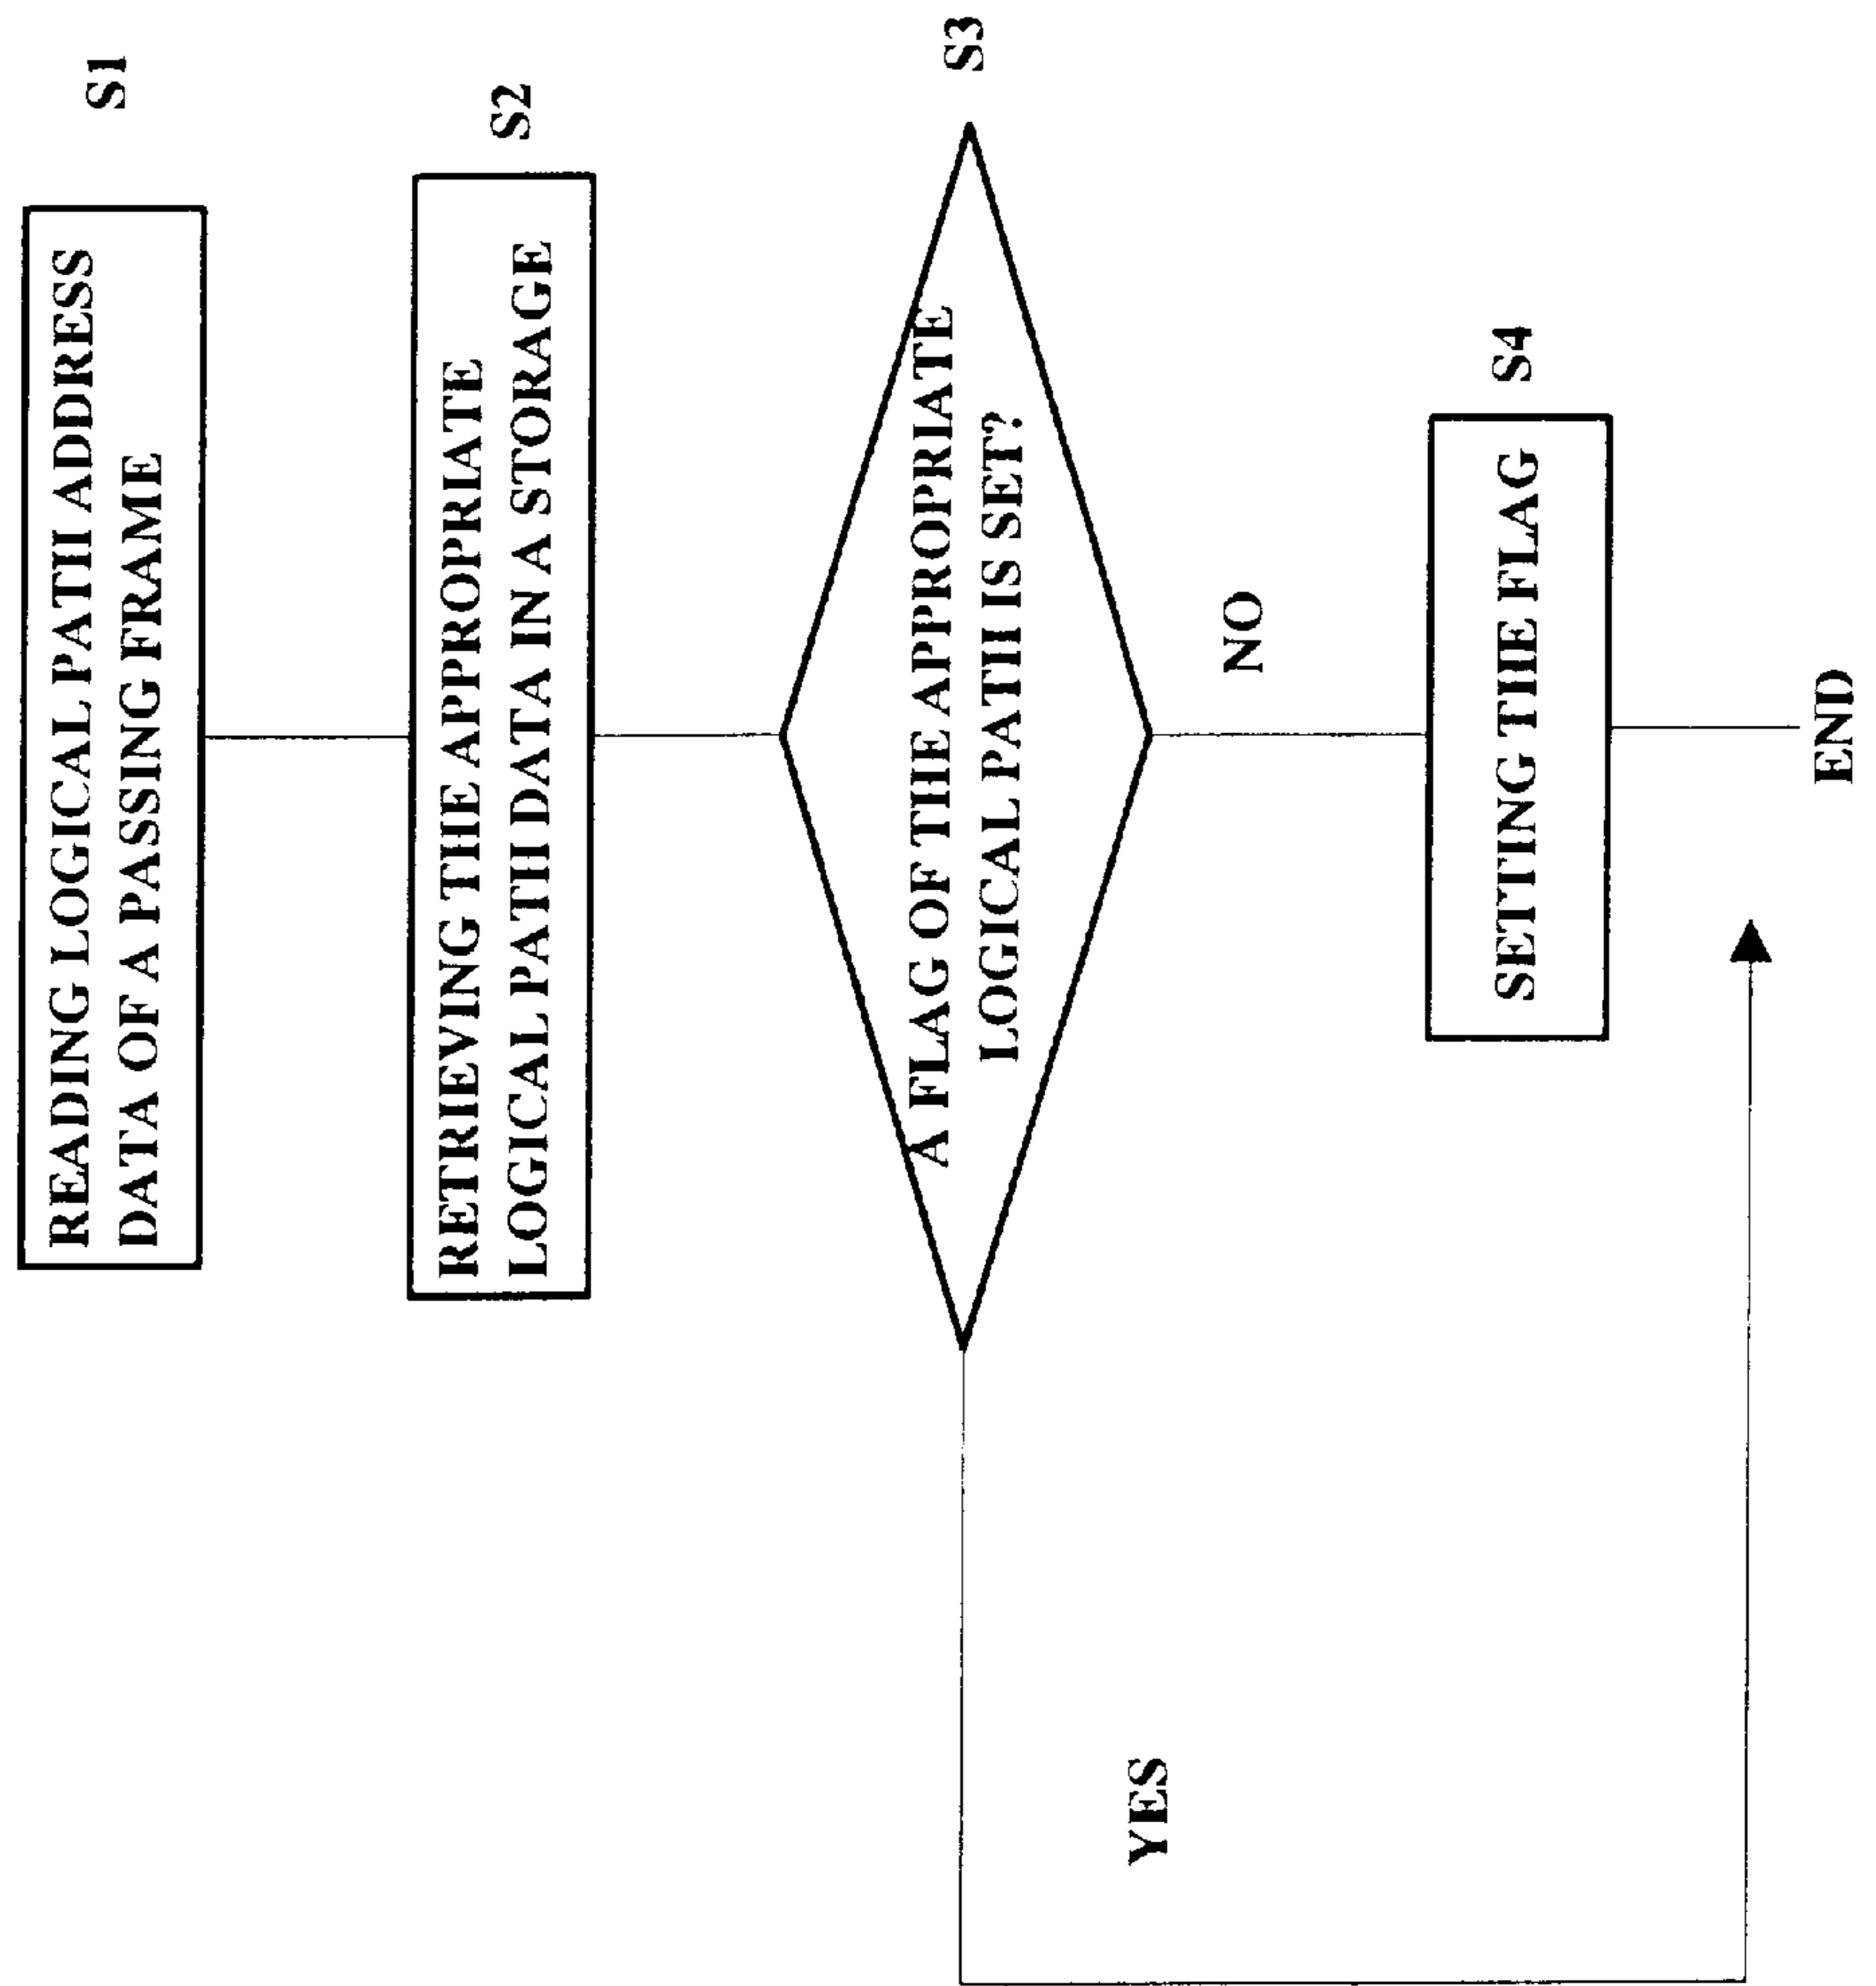 READING LOGICAL PATH ADDRESS
DATA OF A PASSING FRAME
S1
RETRIEVING THE APPROPRIATE
LOGICAL PATH DATA IN A STORAGE
S2
A FLAG OF THE APPROPRIATE
LOGICAL PATH IS SET?
S3
YES
NO
SETTING THE FLAG
S4
END